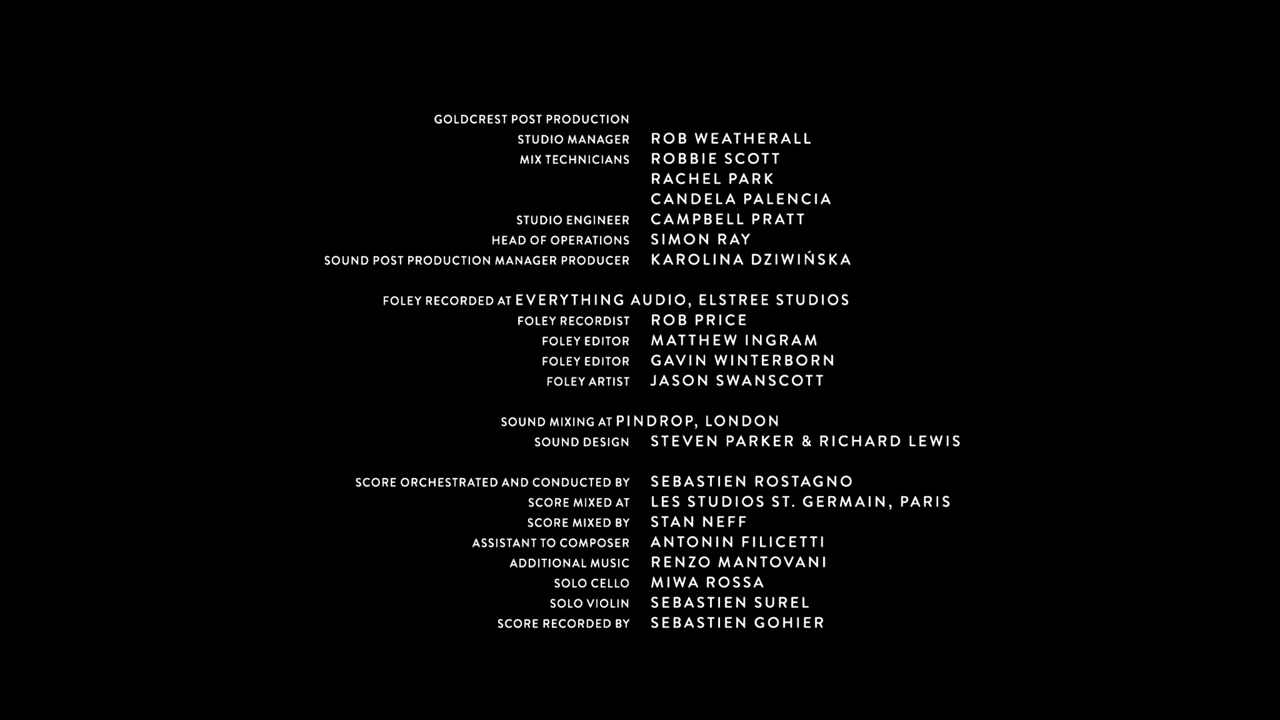 GOLDCREST POST PRODUCTION
STUDIO MANAGER ROB WEATHERALL
MIX TECHNICIANS ROBBIE SCOTT
RACHEL PARK
CANDELA PALENCIA
STUDIO ENGINEER CAMPBELL PRATT
HEAD OF OPERATIONS SIMON RAY
SOUND POST PRODUCTION MANAGER PRODUCER KAROLINA DZIWIŃSKA
FOLEY RECORDED AT EVERYTHING AUDIO, ELSTREE STUDIOS
FOLEY RECORDIST ROB PRICE
FOLEY EDITOR MATTHEW INGRAM
FOLEY EDITOR GAVIN WINTERBORN
FOLEY ARTIST JASON SWANSCOTT
SOUND MIXING AT PINDROP, LONDON
SOUND DESIGN STEVEN PARKER & RICHARD LEWIS
SCORE ORCHESTRATED AND CONDUCTED BY SEBASTIEN ROSTAGNO
SCORE MIXED AT LES STUDIOS ST. GERMAIN, PARIS
SCORE MIXED BY STAN NEFF
ASSISTANT TO COMPOSER ANTONIN FILICETTI
ADDITIONAL MUSIC RENZO MANTOVANI
SOLO CELLO MIWA ROSSA
SOLO VIOLIN SEBASTIEN SUREL
SCORE RECORDED BY SEBASTIEN GOHIER